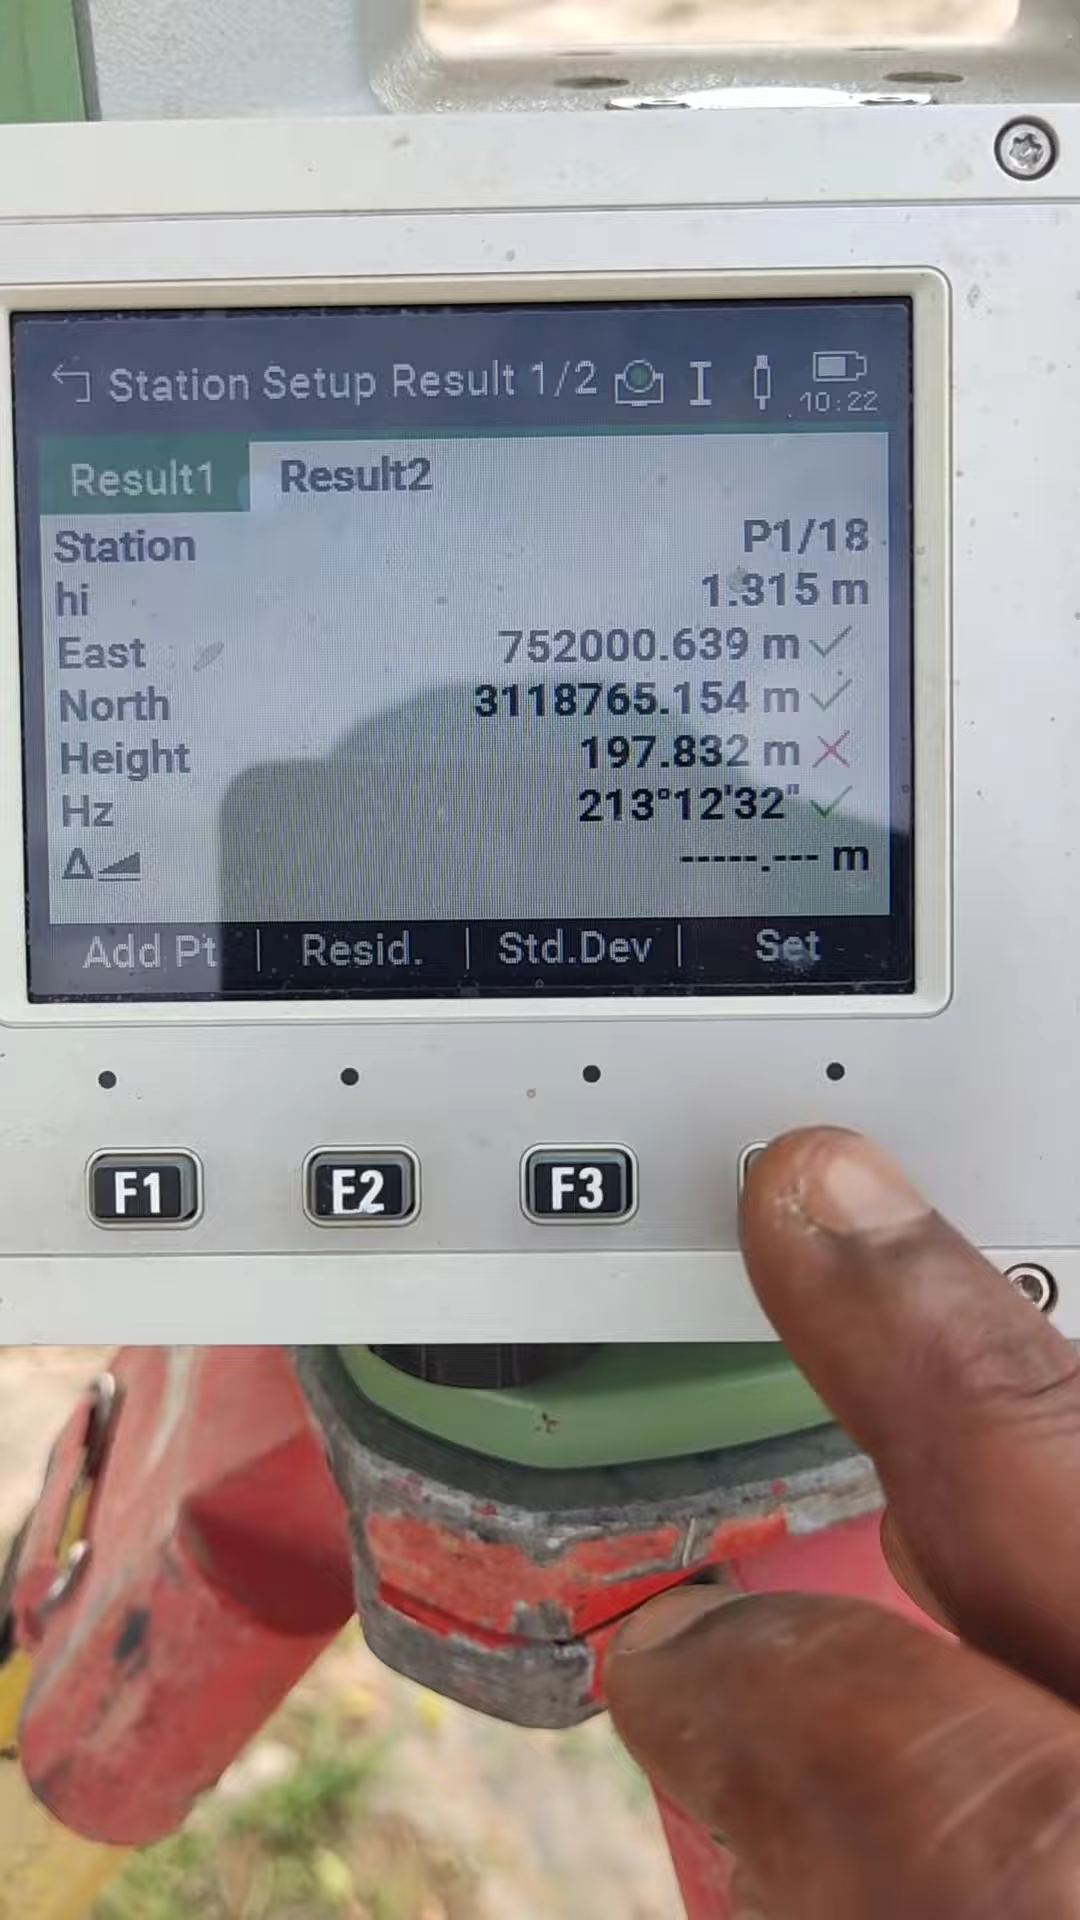 Station Setup Result 1/2 I 10:22
Result1 Result2
Station P1/18
hi 1.315 m
East 752000.639 m ✓
North 3118765.154 m ✓
Height 197.832 m ✗
Hz 213°12'32" ✓
Δ -----.--- m
Add Pt | Resid. | Std.Dev | Set
F1 F2 F3